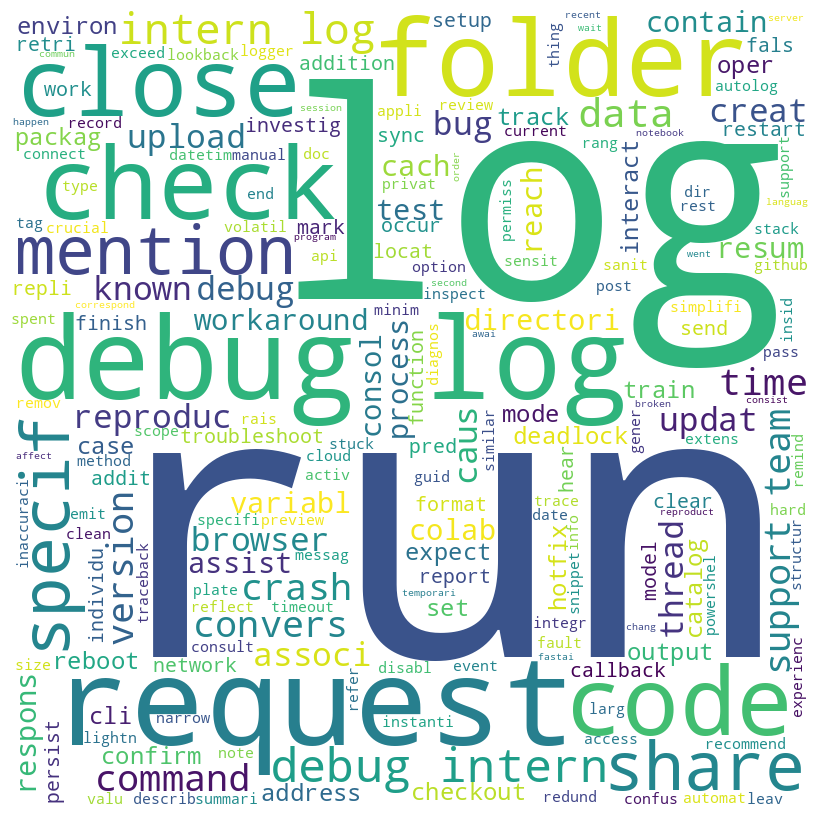 environ
intern log
setup
recent
thing
wait
contain
server
retri
commun
exceed
lookback
logger
folder
fals
close
work
addition
oper
autolog
happen
record
packag
upload
investig
session
appli
review
sync
track
current
bug
data
notebook
creat
restart
connect
datetim
manual
doc
check
log
cach
privat
order
rang
support
type
end
test
permiss
reach
interact
dir
rest
languag
tag
crucial
volatil
mark
program
occur
stack
mention
api
locat
sensit
went
resum
option
sanit
github
repli
known
debug
second
inspect
post
correspond
minim
simplifi
insid
spent
finish
workaround
directori
send
debug log
diagnos
awai
pass
function
process
consol
broken
consist
remov
reproduc
rais
mode
train
time
scope
troubleshoot
stuck
caus
similar
deadlock
gener
updat
extens
remind
affect
case
method
cloud
pred
hear
addit
activ
guid
specif
run
inaccuraci
emit
variabl
format
trace
date
info
clear
hard
support team
clean
specifi
preview
colab
reproduct
version
traceback
browser
messag
expect
hotfix
snippet
model
thread
catalog
powershel
structur
individu
assist
report
plate
crash
set
reflect
timeout
temporari
integr
convers
fault
chang
consult
fastai
size
reboot
network
associ
disabl
event
output
callback
experienc
respons
request
refer
code
persist
cli
instanti
larg
lightn
narrow
access
recommend
confirm
note
debug intern
share
command
address
checkout
valu
describ
summari
redund
confus
automat
leav